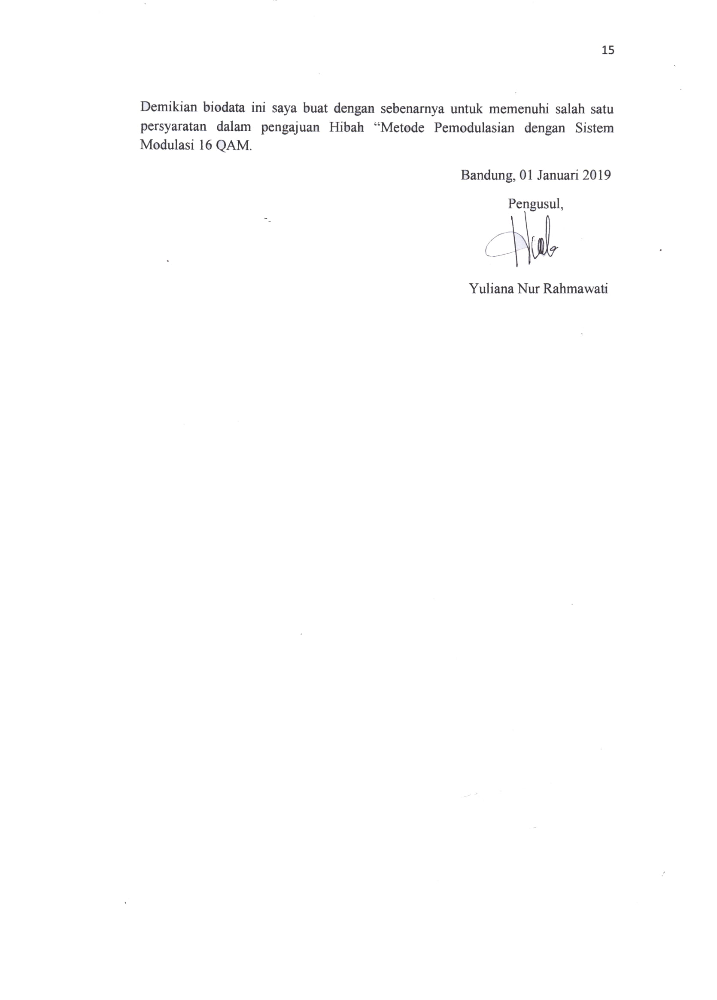 15
Demikian biodata ini saya buat dengan sebenarnya untuk memenuhi salah satu
persyaratan dalam pengajuan Hibah “Metode Pemodulasian dengan Sistem
Modulasi 16 QAM.
Bandung, 01 Januari 2019
Pengusul,
Yuliana Nur Rahmawati